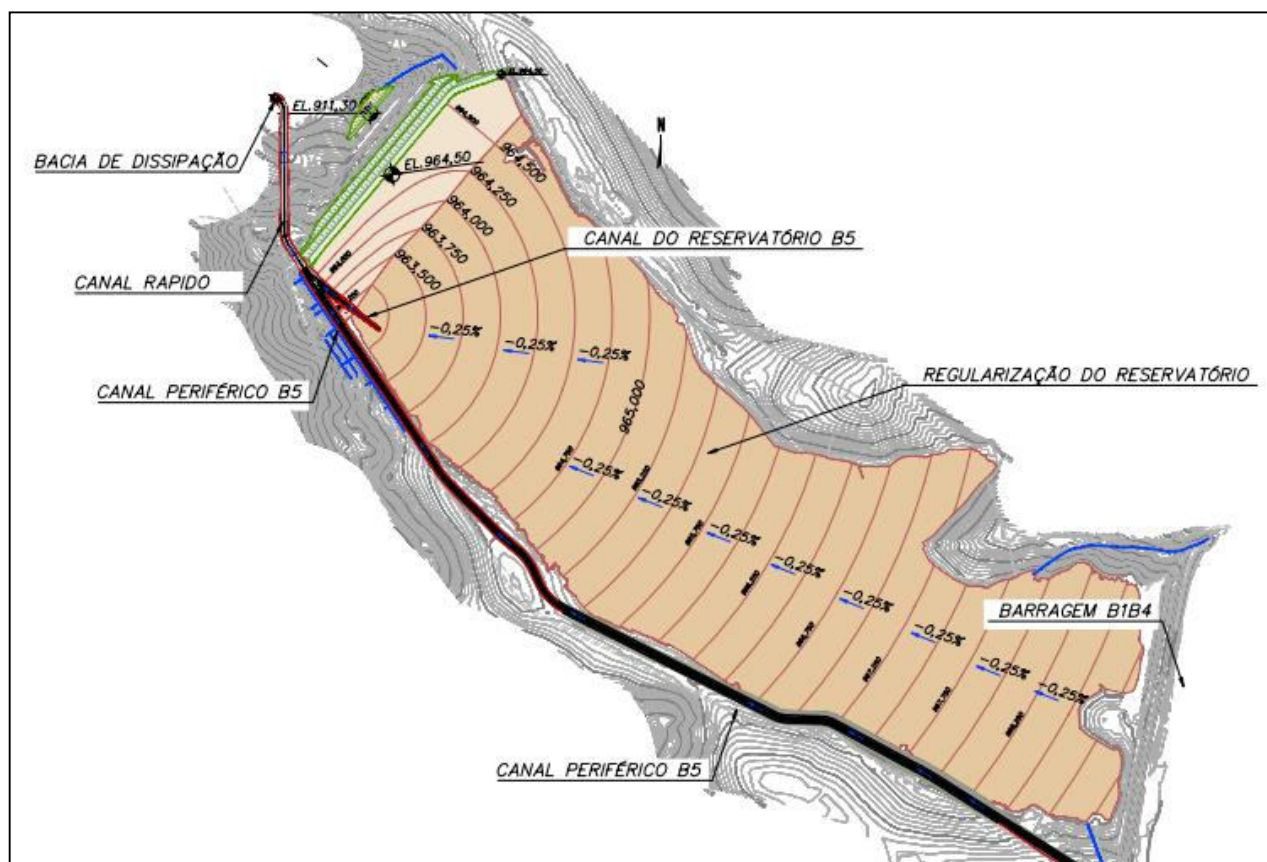 EL.911,30
N
BACIA DE DISSIPAÇÃO
EL.964,50
964,500
964,250
964,000
963,750
963,500
CANAL DO RESERVATÓRIO B5
CANAL RAPIDO
-0,25%
-0,25%
-0,25%
CANAL PERIFÉRICO B5
REGULARIZAÇÃO DO RESERVATÓRIO
965,000
-0,25%
-0,25%
-0,25%
-0,25%
-0,25%
BARRAGEM B1B4
-0,25%
-0,25%
-0,25%
CANAL PERIFÉRICO B5